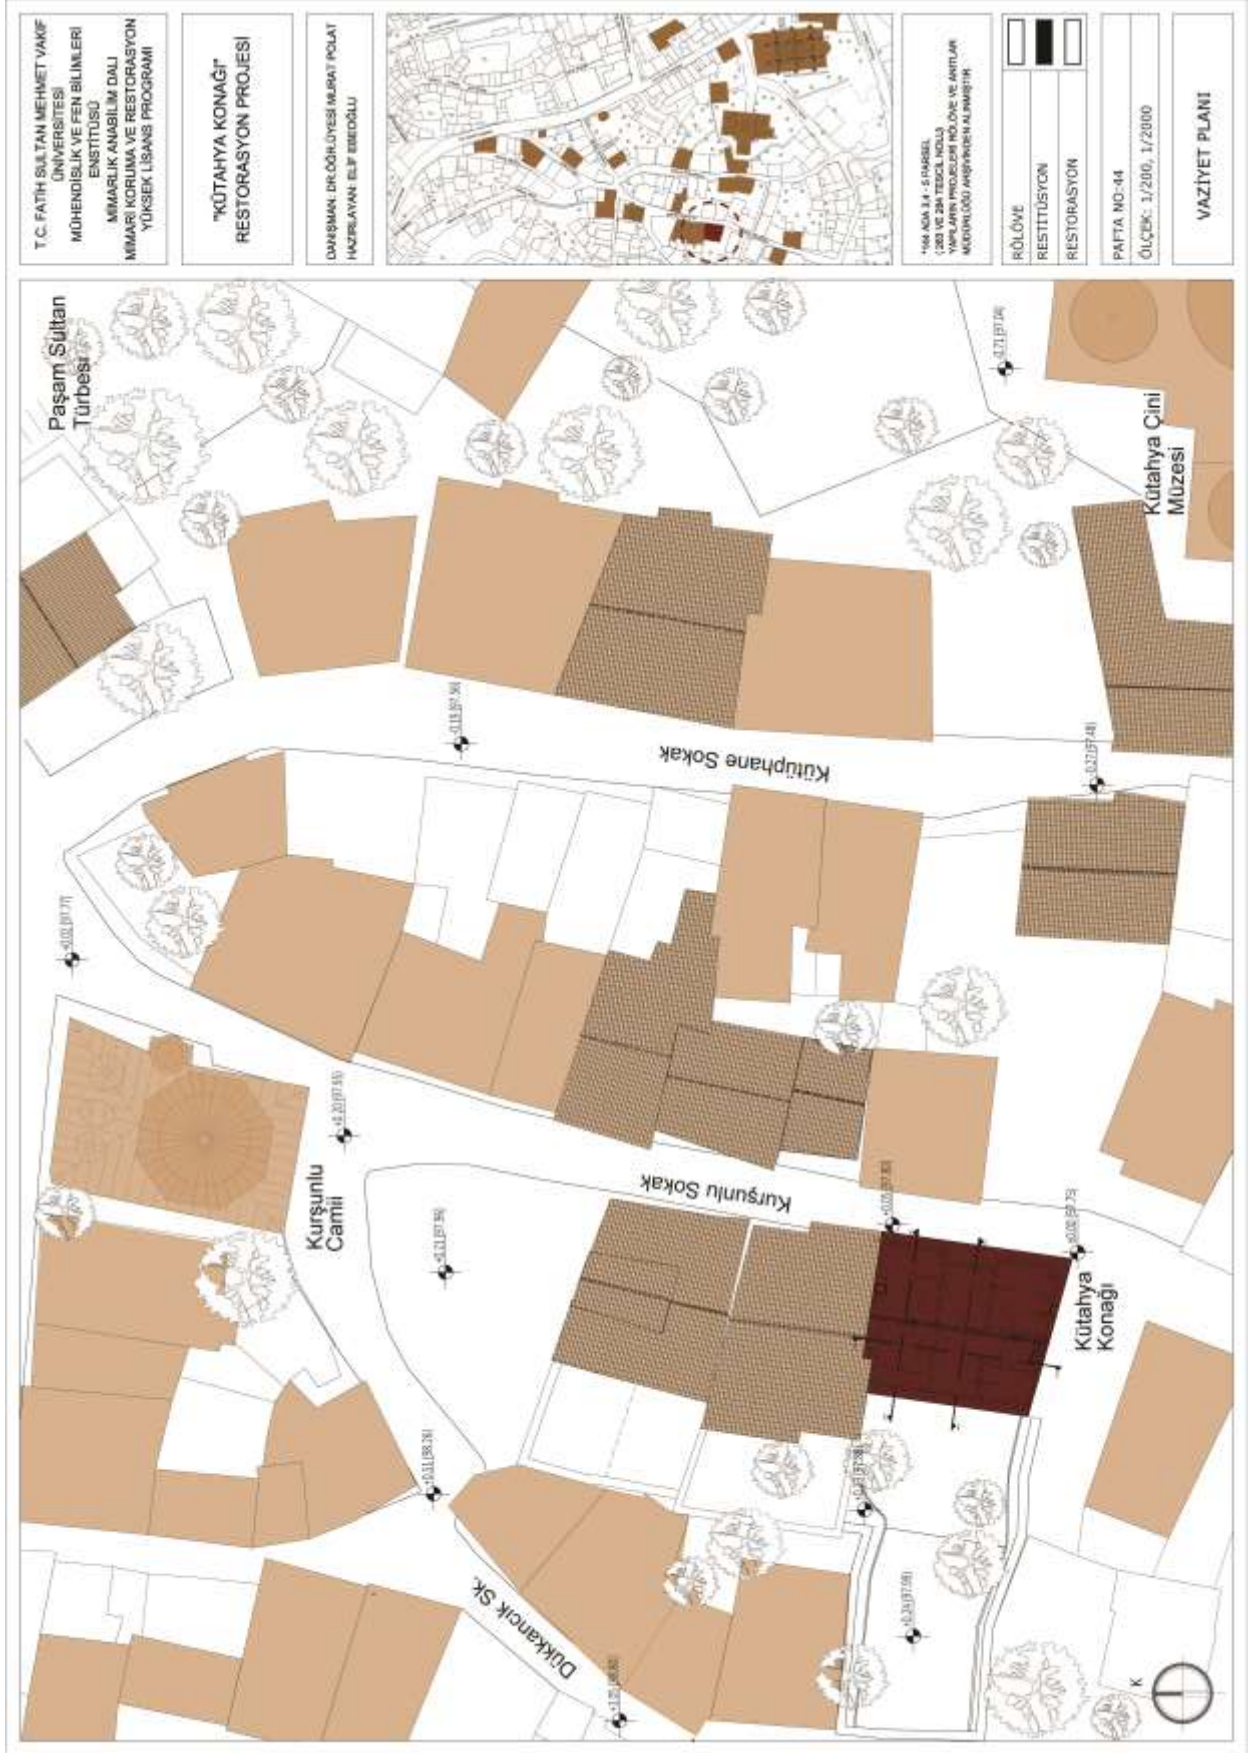 T.C. FATİH SULTAN MEHMET VAKIF
ÜNİVERSİTESİ
MÜHENDİSLİK VE FEN BİLİMLERİ
ENSTİTÜSÜ
MİMARLIK ANABİLİM DALI
MİMARİ KORUMA VE RESTORASYON
YÜKSEK LİSANS PROGRAMI
"KÜTAHYA KONAĞI"
RESTORASYON PROJESİ
DANIŞMAN: DR.ÖĞR.ÜYESİ MURAT POLAT
HAZIRLAYAN: ELİF EBEOĞLU
RÖLÖVE
RESTİTÜSYON
RESTORASYON
PAFTA NO:44
ÖLÇEK: 1/200, 1/2000
VAZİYET PLANI
Paşam Sultan
Türbesi
Kütahya Çini
Müzesi
Kütüphane Sokak
Kurşunlu
Camii
Kurşunlu Sokak
Kütahya
Konağı
Dükkancık Sk.
K